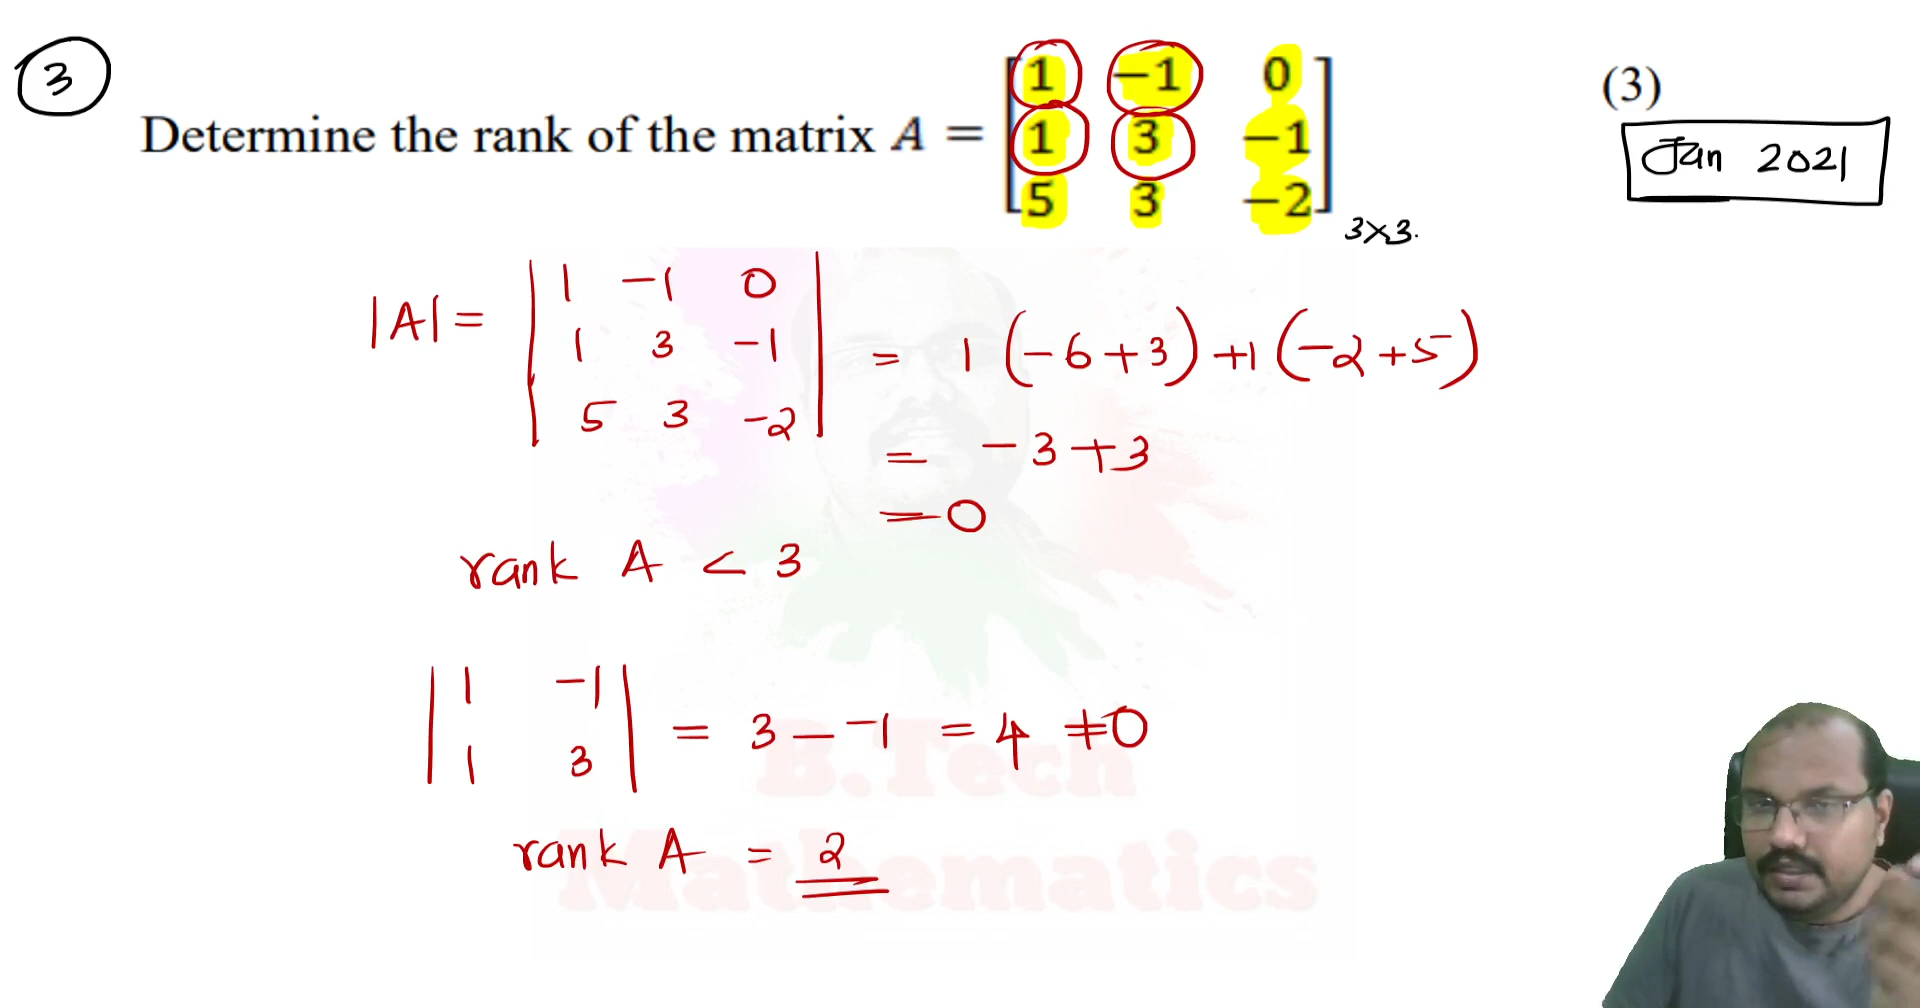 3
(3)
Determine the rank of the matrix A = [1 −1 0
1 3 −1
5 3 −2] 3×3.
Jan 2021
|A| = | 1 −1 0
1 3 −1
5 3 −2 | = 1 (−6+3) +1 (−2+5)
= −3+3
= 0
rank A < 3
| 1 −1
1 3 | = 3 − −1 = 4 ≠0
rank A = 2
B.Tech
Mathematics